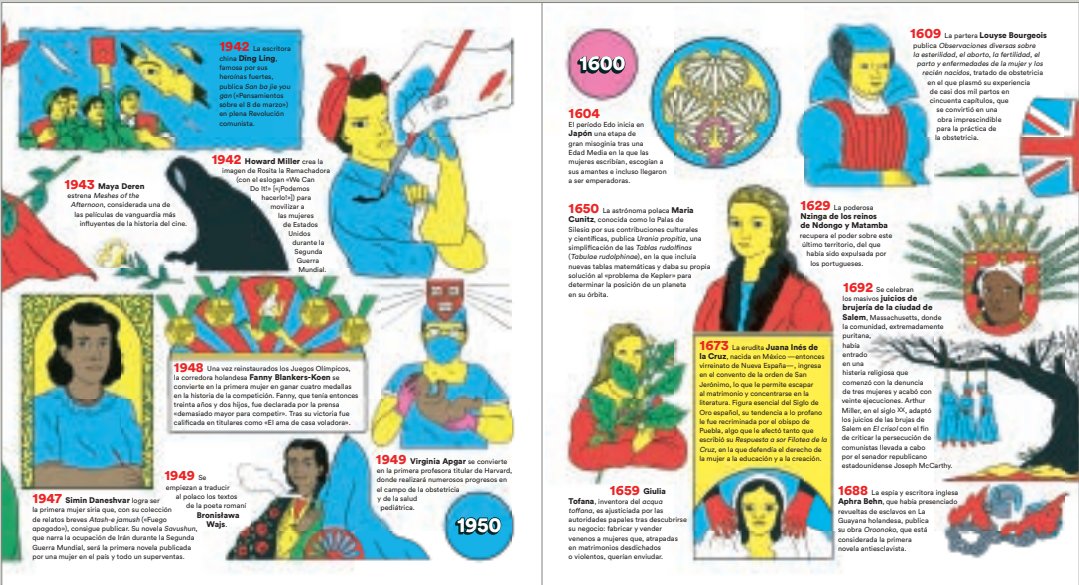 1942 La escritora
china Ding Ling,
famosa por sus
heroínas fuertes,
publica San ba jie you
gan («Pensamientos
sobre el 8 de marzo»)
en plena Revolución
comunista.
1942 Howard Miller crea la
imagen de Rosita la Remachadora
(con el eslogan «We Can
Do It!» [«¡Podemos
hacerlo!»]) para
movilizar a
las mujeres
de Estados
Unidos
durante la
Segunda
Guerra
Mundial.
1943 Maya Deren
estrena Meshes of the
Afternoon, considerada una de
las películas de vanguardia más
influyentes de la historia del cine.
1948 Una vez reinstaurados los Juegos Olímpicos,
la corredora holandesa Fanny Blankers-Koen se
convierte en la primera mujer en ganar cuatro medallas
en la historia de la competición. Fanny, que tenía entonces
treinta años y dos hijos, fue declarada por la prensa
«demasiado mayor para competir». Tras su victoria fue
calificada en titulares como «El ama de casa voladora».
1947 Simin Daneshvar logra ser
la primera mujer siria que, con su colección
de relatos breves Atash-e jamush («Fuego
apagado»), consigue publicar. Su novela Savushun,
que narra la ocupación de Irán durante la Segunda
Guerra Mundial, será la primera novela publicada
por una mujer en el país y todo un superventas.
1949 Se
empiezan a traducir
al polaco los textos
de la poeta romaní
Bronisława
Wajs.
1949 Virginia Apgar se convierte
en la primera profesora titular de Harvard,
donde realizará numerosos progresos en
el campo de la obstetricia
y de la salud
pediátrica.
1950
1600
1604
El período Edo inicia en
Japón una etapa de
gran misoginia tras una
Edad Media en la que las
mujeres escribían, escogían a
sus amantes e incluso llegaron
a ser emperadoras.
1609 La partera Louyse Bourgeois
publica Observaciones diversas sobre
la esterilidad, el aborto, la fertilidad, el
parto y enfermedades de la mujer y los
recién nacidos, tratado de obstetricia
en el que plasmó su experiencia
de casi dos mil partos en
cincuenta capítulos, que
se convirtió en una
obra imprescindible
para la práctica de
la obstetricia.
1650 La astrónoma polaca Maria
Cunitz, conocida como la Palas de
Silesia por sus contribuciones culturales
y científicas, publica Urania propitia, una
simplificación de las Tablas rudolfinas
(Tabulae rudolphinae), en la que incluía
nuevas tablas matemáticas y daba su propia
solución al «problema de Kepler» para
determinar la posición de un planeta
en su órbita.
1629 La poderosa
Nzinga de los reinos
de Ndongo y Matamba
recupera el poder sobre este
último territorio, del que
había sido expulsada por
los portugueses.
1692 Se celebran
los masivos juicios de
brujería de la ciudad de
Salem, Massachusetts, donde
la comunidad, extremadamente
puritana,
había
entrado
en una
histeria religiosa que
comenzó con la denuncia
de tres mujeres y acabó con
veinte ejecuciones. Arthur
Miller, en el siglo XX, adaptó
los juicios de las brujas de
Salem en El crisol con el fin
de criticar la persecución de
comunistas llevada a cabo
por el senador republicano
estadounidense Joseph McCarthy.
1673 La erudita Juana Inés de
la Cruz, nacida en México —entonces
virreinato de Nueva España—, ingresa
en el convento de la orden de San
Jerónimo, lo que le permite escapar
al matrimonio y concentrarse en la
literatura. Figura esencial del Siglo de
Oro español, su tendencia a lo profano
le fue recriminada por el obispo de
Puebla, algo que le afectó tanto que
escribió su Respuesta a sor Filotea de la
Cruz, en la que defendía el derecho de
la mujer a la educación y a la creación.
1659 Giulia
Tofana, inventora del acqua
toffana, es ajusticiada por las
autoridades papales tras descubrirse
su negocio: fabricar y vender
venenos a mujeres que, atrapadas
en matrimonios desdichados
o violentos, querían enviudar.
1688 La espía y escritora inglesa
Aphra Behn, que había presenciado
revueltas de esclavos en La
Guayana holandesa, publica
su obra Oroonoko, que está
considerada la primera
novela antiesclavista.